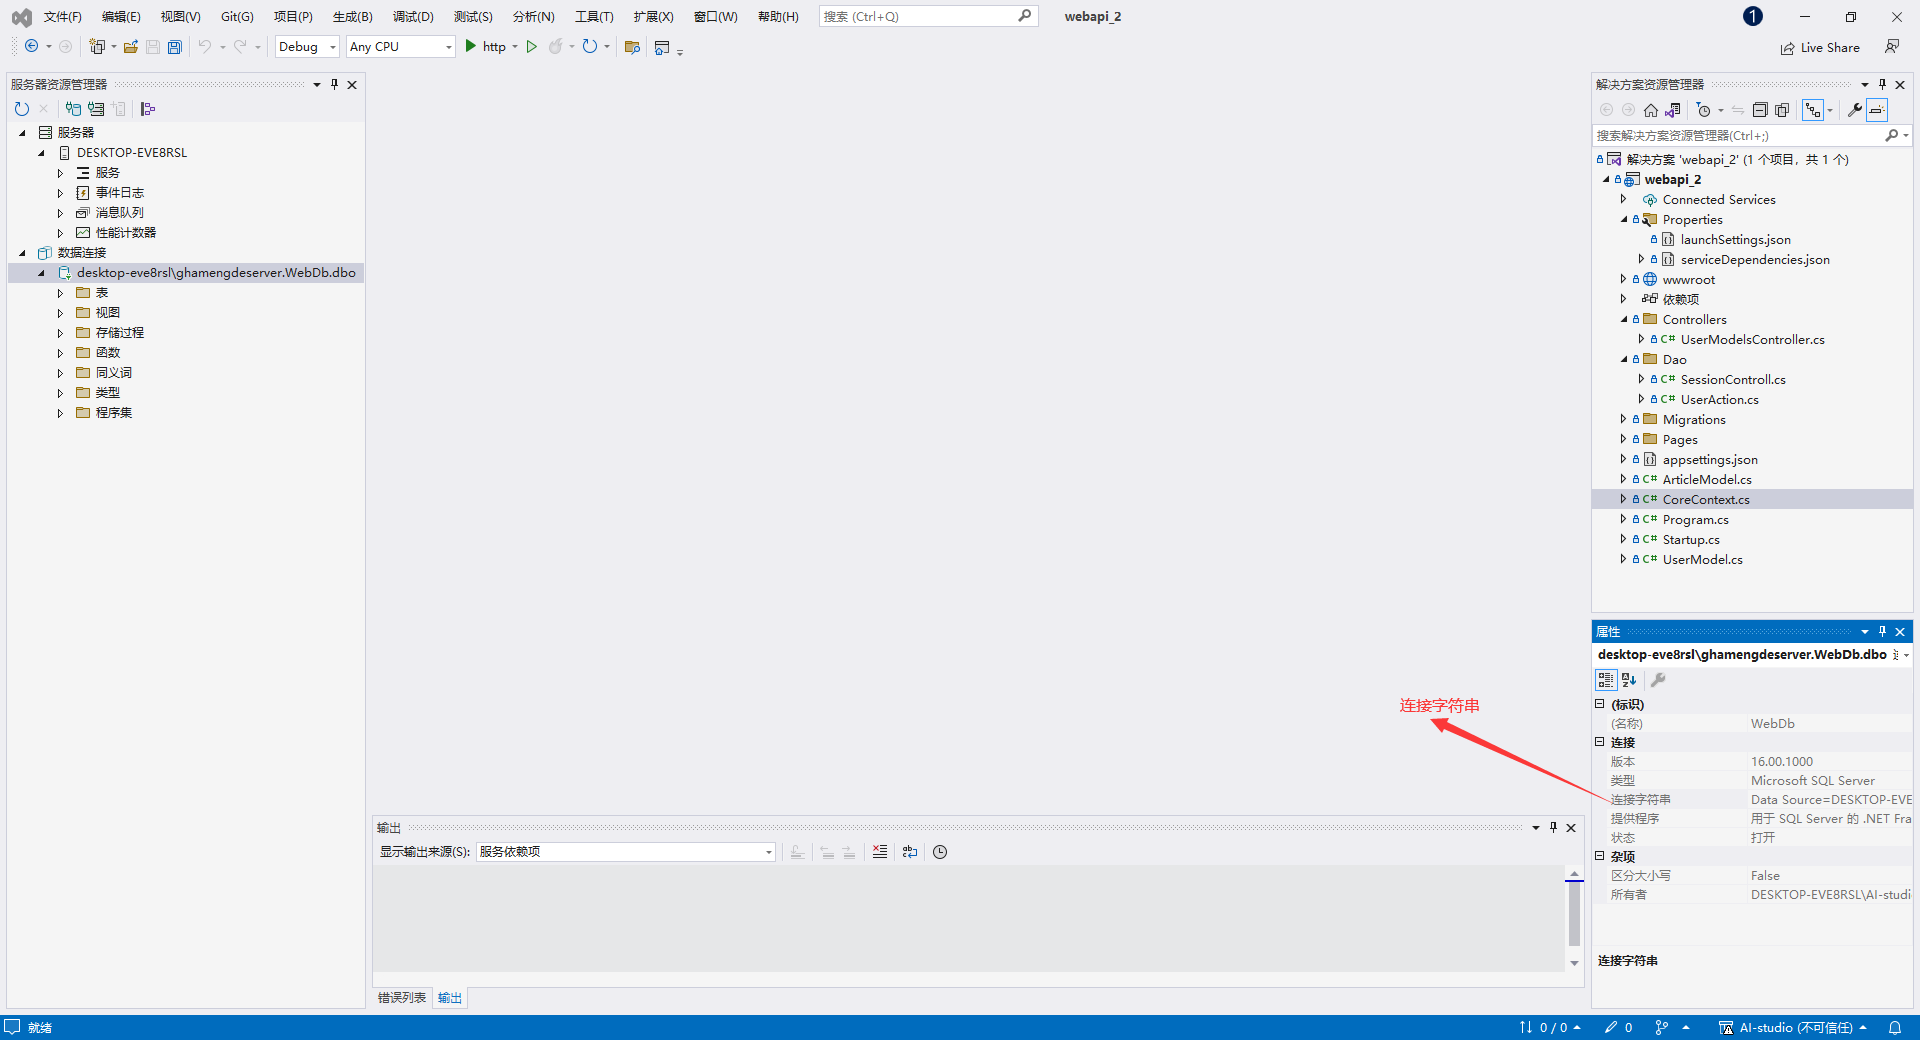 文件(F) 编辑(E) 视图(V) Git(G) 项目(P) 生成(B) 调试(D) 测试(S) 分析(N) 工具(T) 扩展(X) 窗口(W) 帮助(H) 搜索 (Ctrl+Q) webapi_2 1
Debug Any CPU http Live Share
服务器资源管理器
服务器
DESKTOP-EVE8RSL
服务
事件日志
消息队列
性能计数器
数据连接
desktop-eve8rsl\ghamengdeserver.WebDb.dbo
表
视图
存储过程
函数
同义词
类型
程序集
连接字符串
输出
显示输出来源(S): 服务依赖项
错误列表 输出
解决方案资源管理器
搜索解决方案资源管理器(Ctrl+;)
解决方案 'webapi_2' (1 个项目，共 1 个)
webapi_2
Connected Services
Properties
launchSettings.json
serviceDependencies.json
wwwroot
依赖项
Controllers
C# UserModelsController.cs
Dao
C# SessionControll.cs
C# UserAction.cs
Migrations
Pages
appsettings.json
C# ArticleModel.cs
C# CoreContext.cs
C# Program.cs
C# Startup.cs
C# UserModel.cs
属性
desktop-eve8rsl\ghamengdeserver.WebDb.dbo
(标识)
(名称) WebDb
连接
版本 16.00.1000
类型 Microsoft SQL Server
连接字符串 Data Source=DESKTOP-EVE
提供程序 用于 SQL Server 的 .NET Fra
状态 打开
杂项
区分大小写 False
所有者 DESKTOP-EVE8RSL\AI-studi
连接字符串
就绪 0 / 0 0 AI-studio (不可信任)